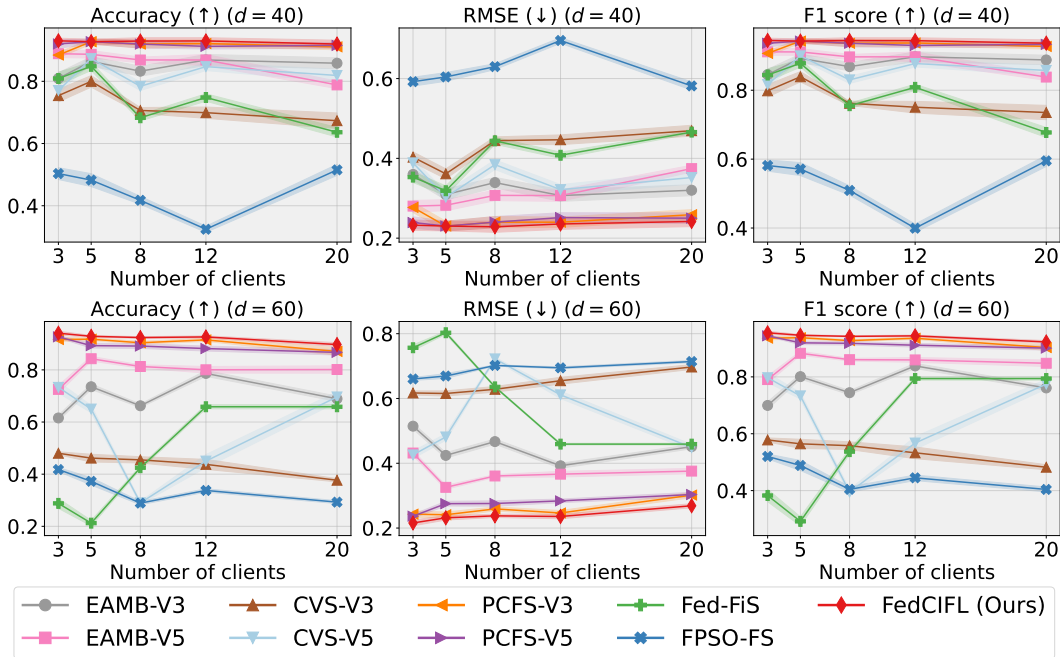 Accuracy (↑) (d = 40)
RMSE (↓) (d = 40)
F1 score (↑) (d = 40)
0.8
0.6
0.4
3 5 8 12 20
Number of clients
0.6
0.4
0.2
3 5 8 12 20
Number of clients
0.8
0.6
0.4
3 5 8 12 20
Number of clients
Accuracy (↑) (d = 60)
RMSE (↓) (d = 60)
F1 score (↑) (d = 60)
0.8
0.6
0.4
0.2
3 5 8 12 20
Number of clients
0.8
0.6
0.4
0.2
3 5 8 12 20
Number of clients
0.8
0.6
0.4
3 5 8 12 20
Number of clients
EAMB-V3 CVS-V3 PCFS-V3 Fed-FiS FedCIFL (Ours)
EAMB-V5 CVS-V5 PCFS-V5 FPSO-FS